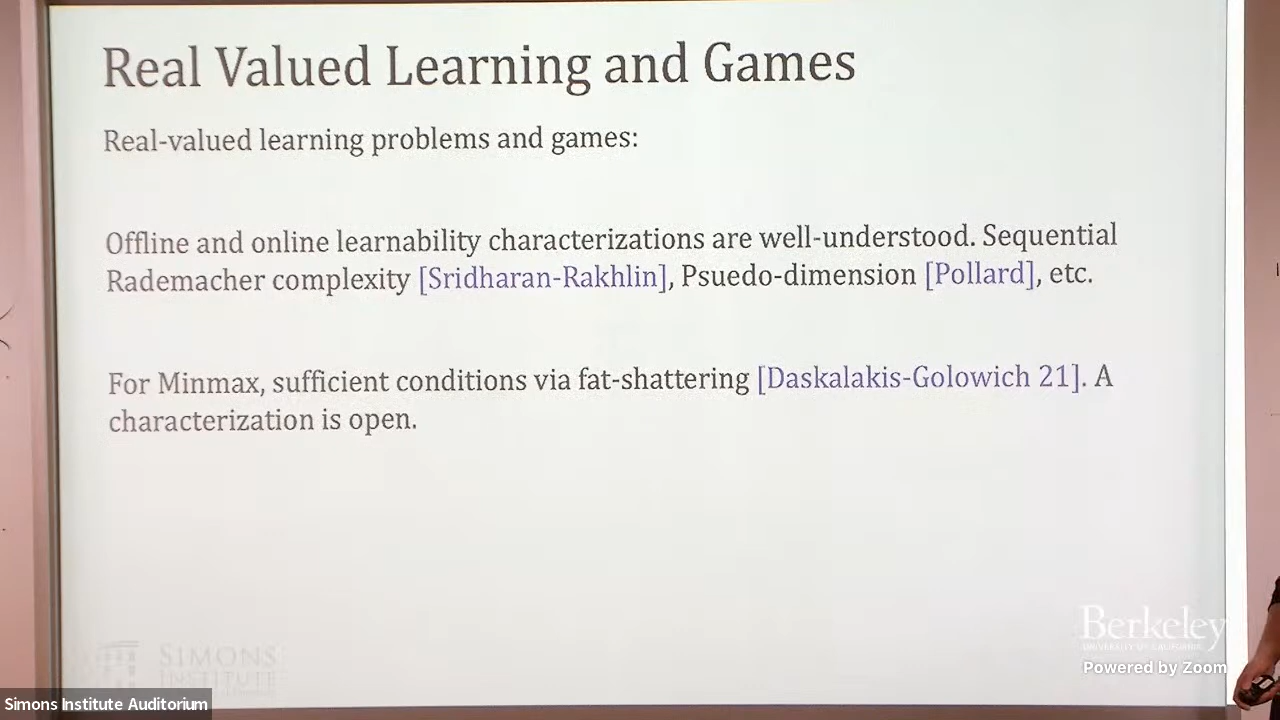 Real Valued Learning and Games
Real-valued learning problems and games:
Offline and online learnability characterizations are well-understood. Sequential
Rademacher complexity [Sridharan-Rakhlin], Psuedo-dimension [Pollard], etc.
For Minmax, sufficient conditions via fat-shattering [Daskalakis-Golowich 21]. A
characterization is open.
Berkeley
UNIVERSITY OF CALIFORNIA
Powered by Zoom
SIMONS
INSTITUTE
Simons Institute Auditorium